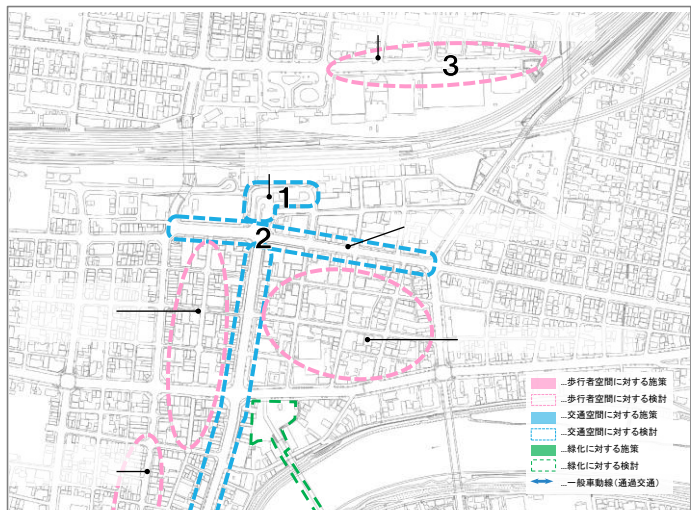 3
1
2
...歩行者空間に対する施策
...歩行者空間に対する検討
...交通空間に対する施策
...交通空間に対する検討
...緑化に対する施策
...緑化に対する検討
...一般車動線(通過交通)